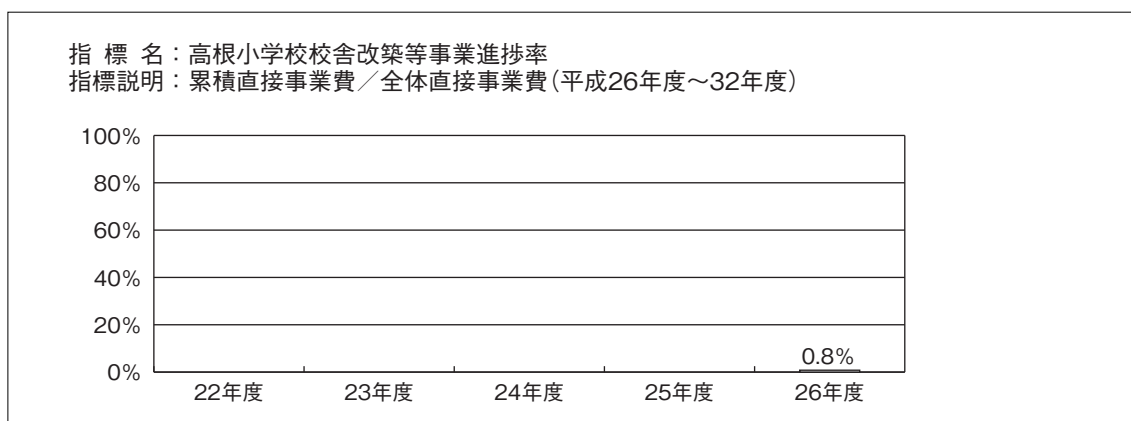 指 標 名：高根小学校校舎改築等事業進捗率
指標説明：累積直接事業費／全体直接事業費（平成26年度～32年度）
100%
80%
60%
40%
20%
0%
0.8%
22年度 23年度 24年度 25年度 26年度